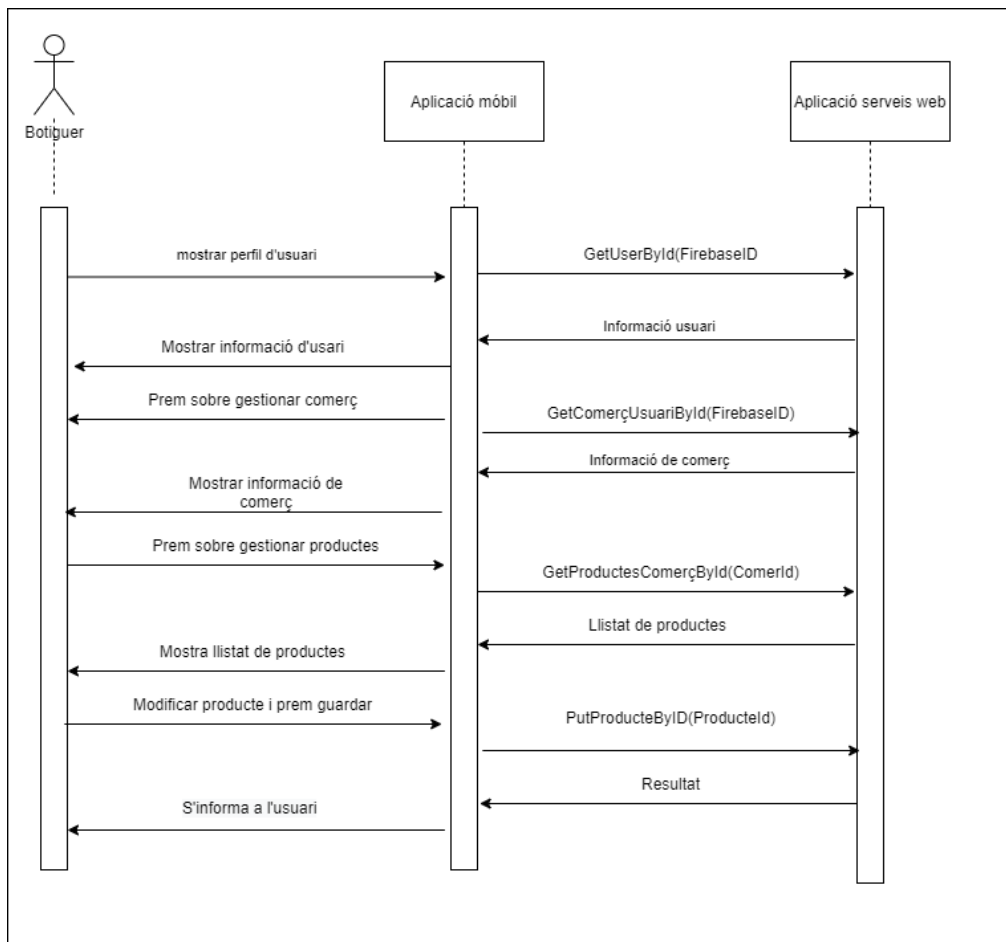 Botiguer
Aplicació móbil
Aplicació serveis web
mostrar perfil d'usuari
GetUserById(FirebaseID
Informació usuari
Mostrar informació d'usari
Prem sobre gestionar comerç
GetComerçUsuariById(FirebaseID)
Informació de comerç
Mostrar informació de
comerç
Prem sobre gestionar productes
GetProductesComerçById(ComerId)
Llistat de productes
Mostra llistat de productes
Modificar producte i prem guardar
PutProducteByID(ProducteId)
Resultat
S'informa a l'usuari